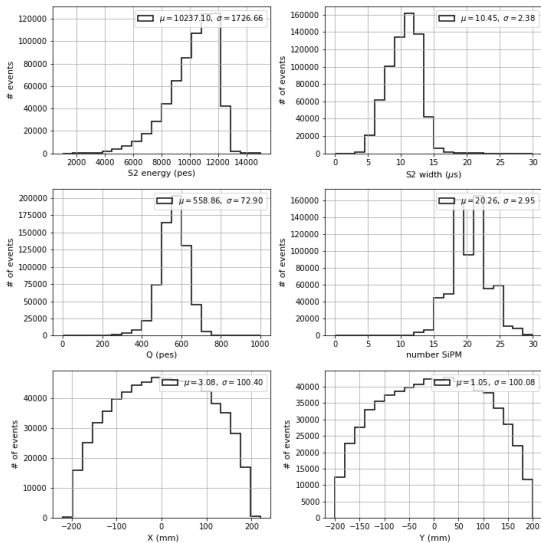 # events
120000
100000
80000
60000
40000
20000
0
2000 4000 6000 8000 10000 12000 14000
S2 energy (pes)
μ = 10237.10, σ = 1726.66
# of events
160000
140000
120000
100000
80000
60000
40000
20000
0
0 5 10 15 20 25 30
S2 width (μs)
μ = 10.45, σ = 2.38
# of events
200000
175000
150000
125000
100000
75000
50000
25000
0
0 200 400 600 800 1000
Q (pes)
μ = 558.86, σ = 72.90
# of events
160000
140000
120000
100000
80000
60000
40000
20000
0
0 5 10 15 20 25 30
number SiPM
μ = 20.26, σ = 2.95
# of events
40000
30000
20000
10000
0
−200 −100 0 100 200
X (mm)
μ = 3.08, σ = 100.40
# of events
40000
35000
30000
25000
20000
15000
10000
5000
0
−200 −150 −100 −50 0 50 100 150 200
Y (mm)
μ = 1.05, σ = 100.08